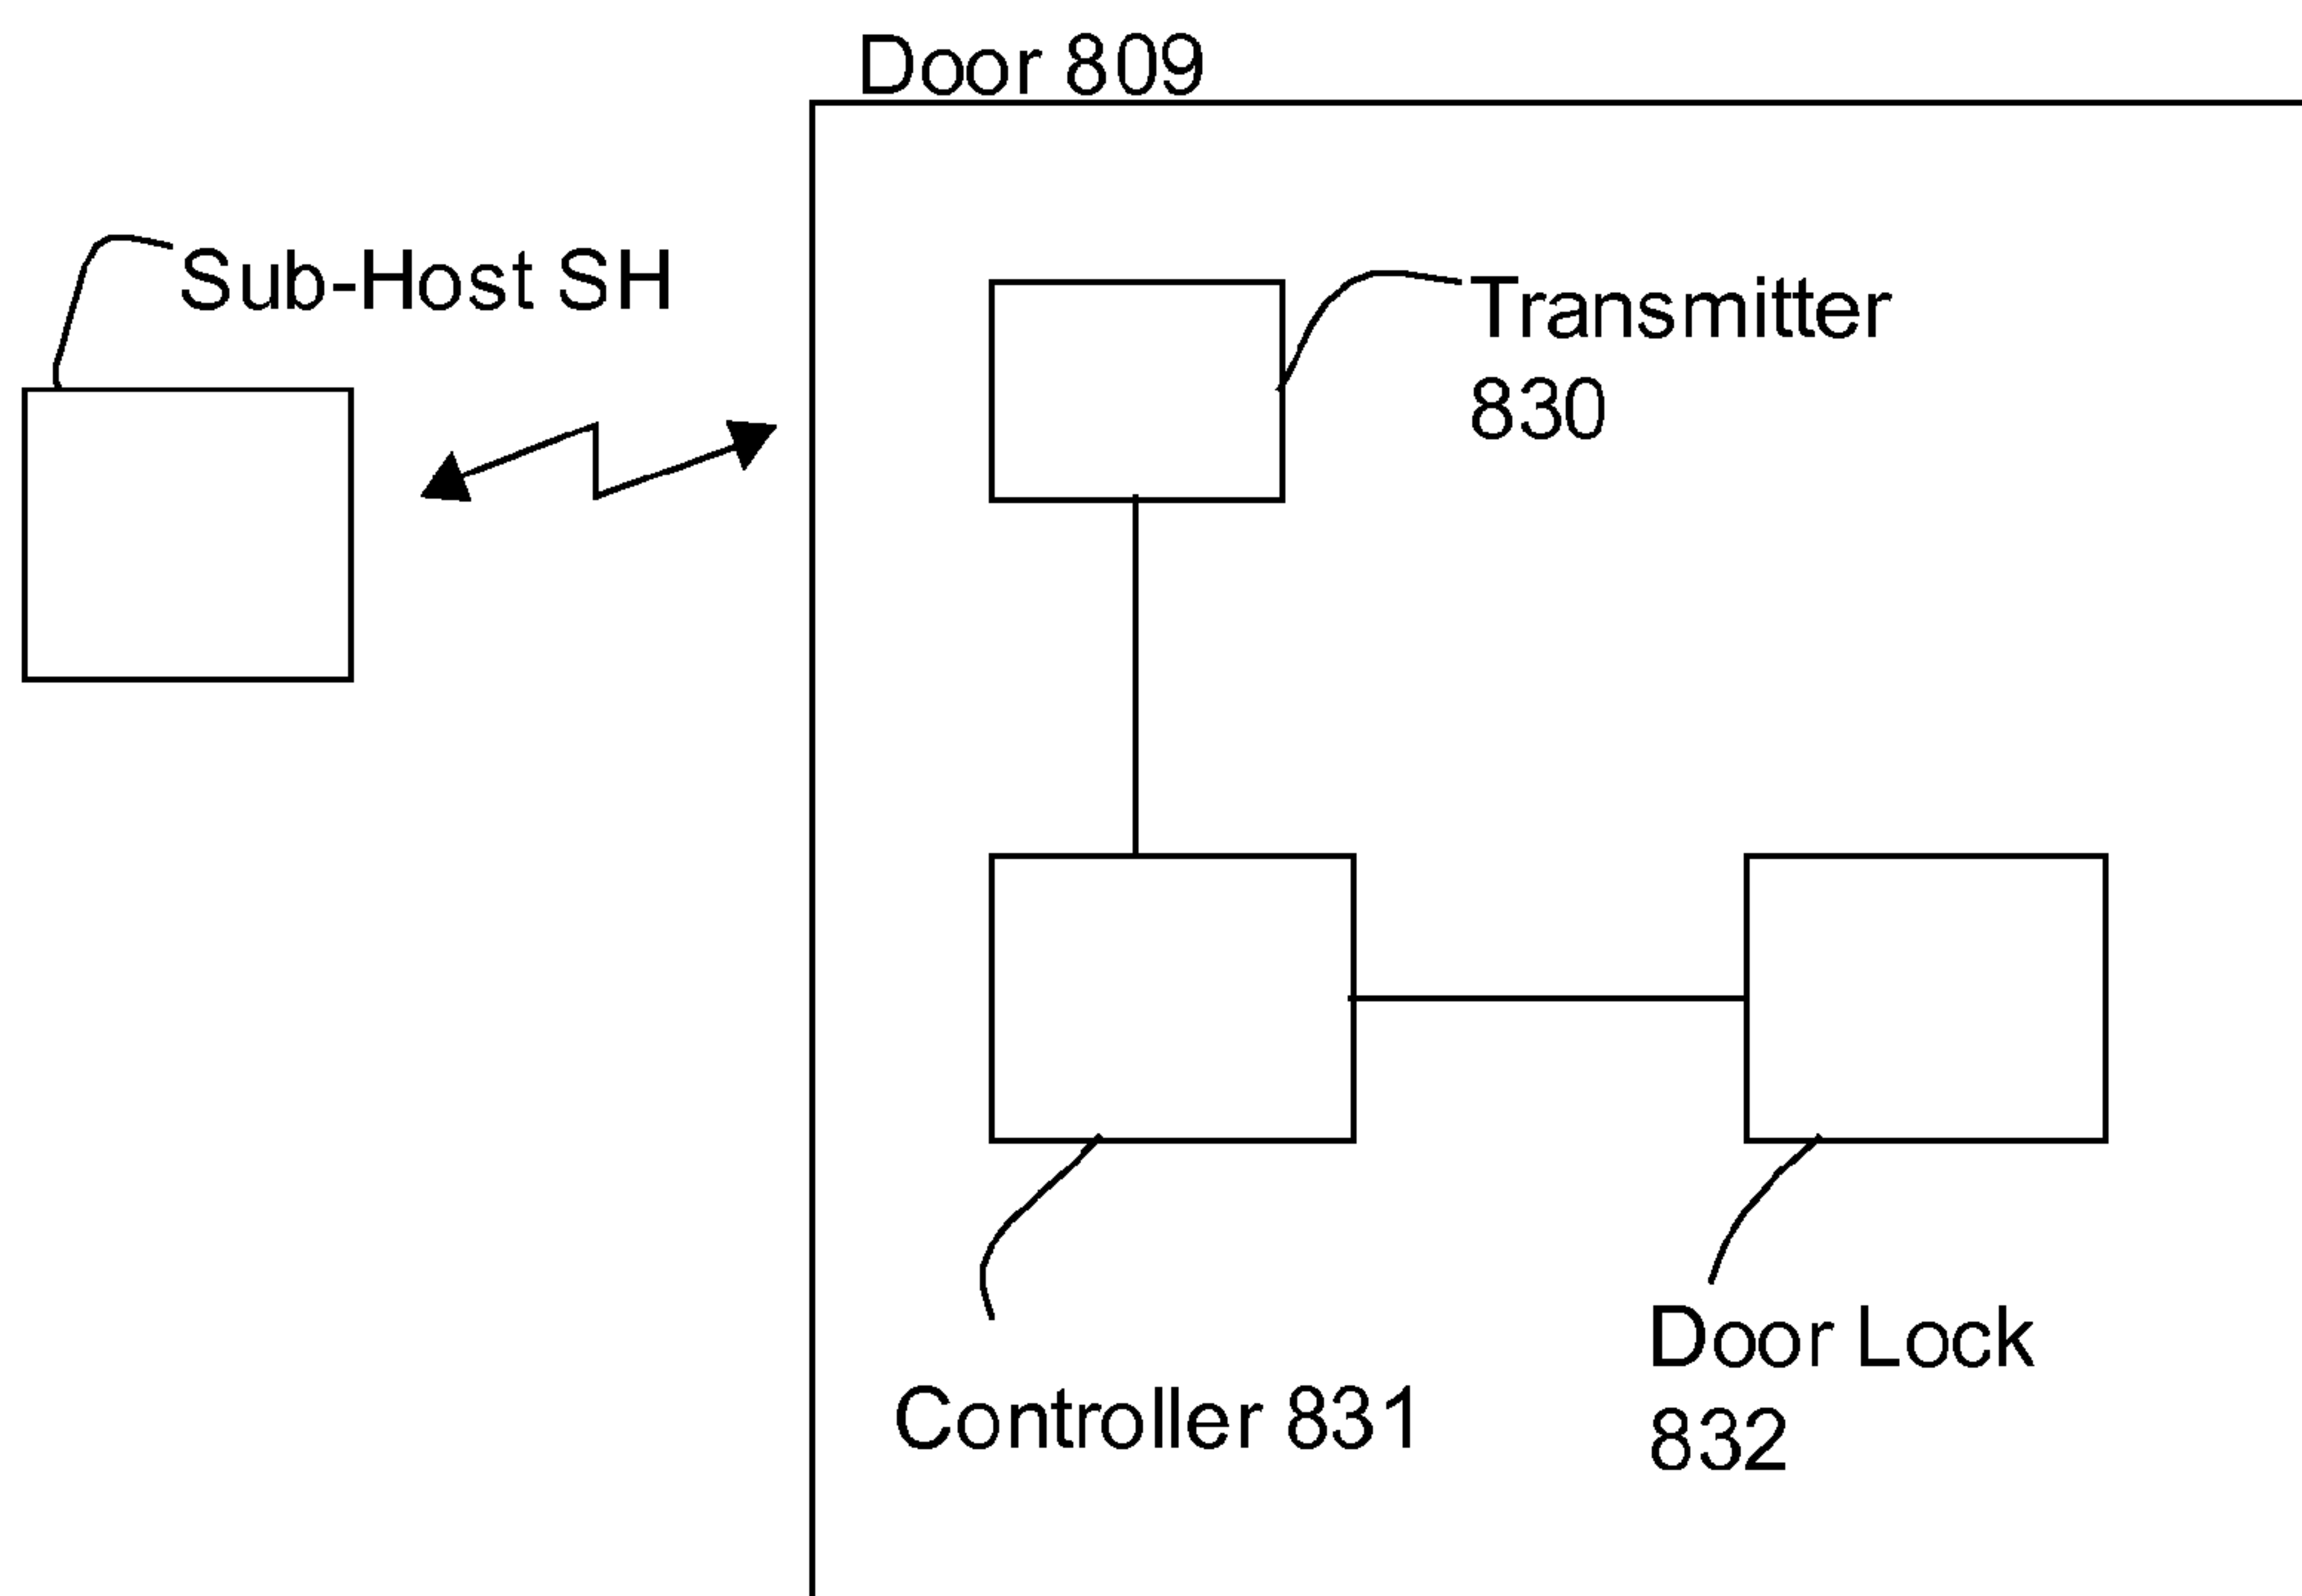 Door 809
Sub-Host SH
Transmitter
830
Door Lock
832
Controller 831